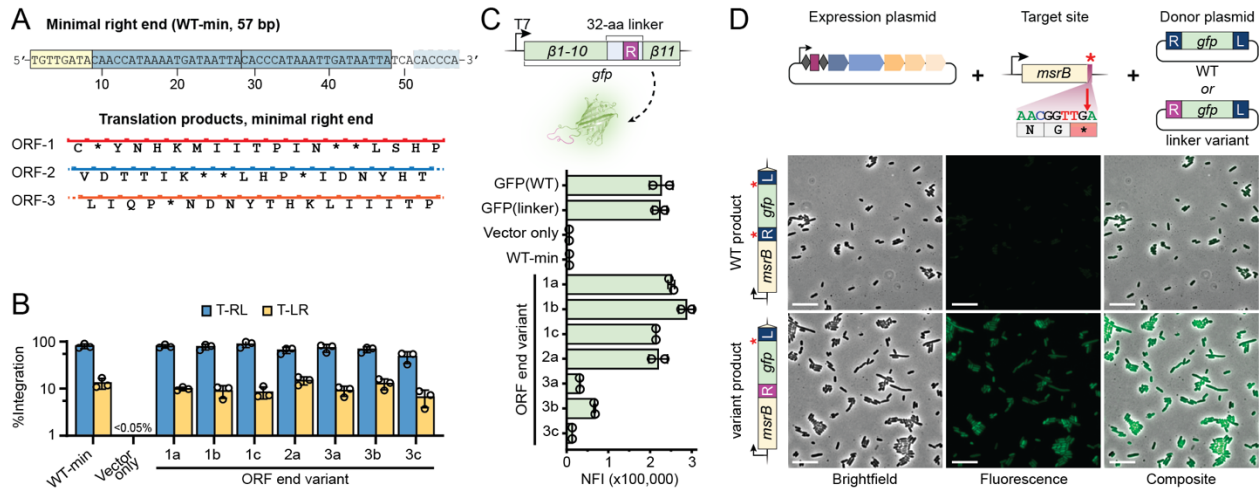 A
Minimal right end (WT-min, 57 bp)
5′-TGTTGATACAACCATAAAATGATAATTACACCCATAAATTGATAATTATCACACCCA-3′
10 20 30 40 50
Translation products, minimal right end
ORF-1 C * Y N H K M I I T P I N * * L S H P
ORF-2 V D T T I K * * L H P * I D N Y H T
ORF-3 L I Q P * N D N Y T H K L I I I T P
B
T-RL T-LR
%Integration
100
10
1
<0.05%
WT-min
Vector only
1a 1b 1c 2a 3a 3b 3c
ORF end variant
C
T7
32-aa linker
β1-10 R β11
gfp
GFP(WT)
GFP(linker)
Vector only
WT-min
1a
1b
1c
2a
3a
3b
3c
ORF end variant
0 1 2 3
NFI (x100,000)
D
Expression plasmid
Target site
Donor plasmid
+
+
msrB
*
AACGGTTGA
N G *
R gfp L
WT
or
R gfp L
linker variant
WT product
msrB R gfp L
* *
variant product
msrB R gfp L
*
Brightfield
Fluorescence
Composite